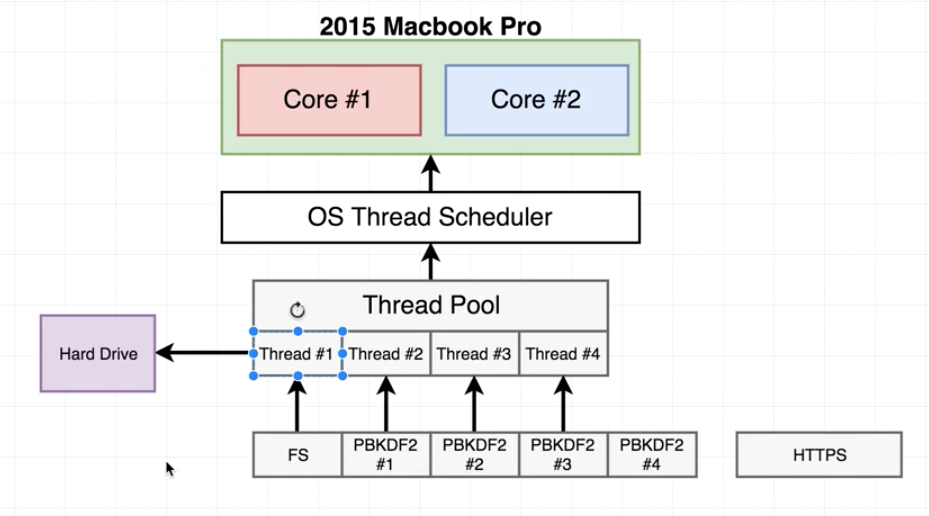 2015 Macbook Pro
Core #1
Core #2
OS Thread Scheduler
Thread Pool
Hard Drive
Thread #1
Thread #2
Thread #3
Thread #4
FS
PBKDF2
#1
PBKDF2
#2
PBKDF2
#3
PBKDF2
#4
HTTPS